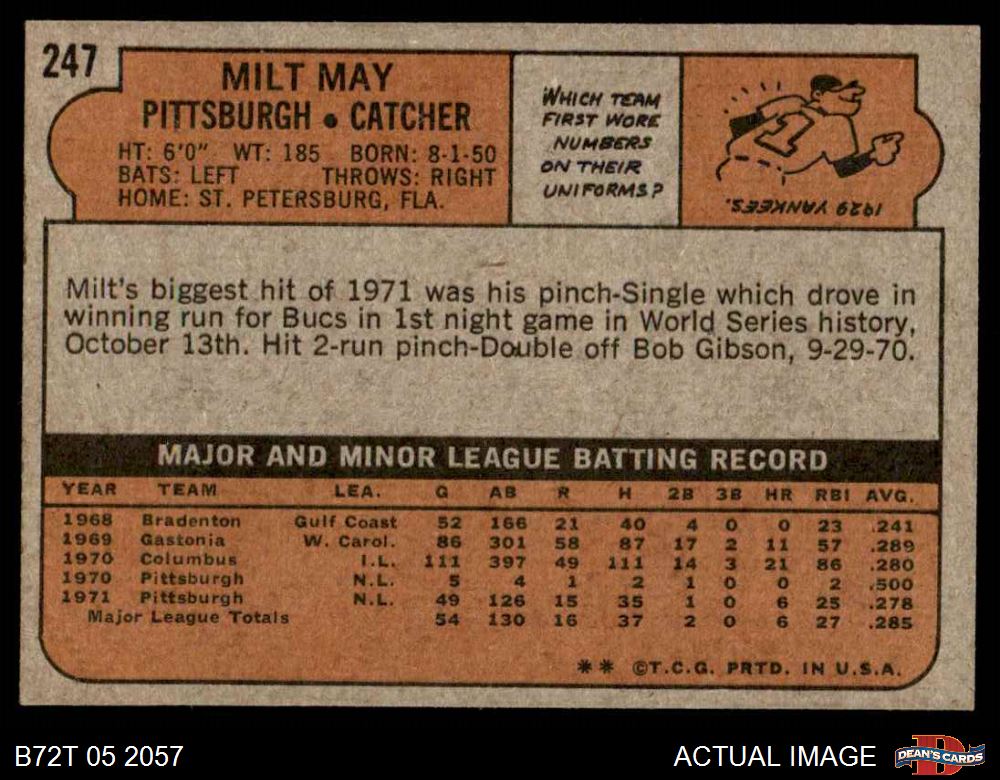 247
MILT MAY
PITTSBURGH • CATCHER
HT: 6'0" WT: 185 BORN: 8-1-50
BATS: LEFT THROWS: RIGHT
HOME: ST. PETERSBURG, FLA.
WHICH TEAM
FIRST WORE
NUMBERS
ON THEIR
UNIFORMS?
1
1929 YANKEES.
Milt's biggest hit of 1971 was his pinch-Single which drove in
winning run for Bucs in 1st night game in World Series history,
October 13th. Hit 2-run pinch-Double off Bob Gibson, 9-29-70.
MAJOR AND MINOR LEAGUE BATTING RECORD
YEAR TEAM LEA. G AB R H 2B 3B HR RBI AVG.
1968 Bradenton Gulf Coast 52 166 21 40 4 0 0 23 .241
1969 Gastonia W. Carol. 86 301 58 87 17 2 11 57 .289
1970 Columbus I.L. 111 397 49 111 14 3 21 86 .280
1970 Pittsburgh N.L. 5 4 1 2 1 0 0 2 .500
1971 Pittsburgh N.L. 49 126 15 35 1 0 6 25 .278
Major League Totals 54 130 16 37 2 0 6 27 .285
** ©T.C.G. PRTD. IN U.S.A.
B72T 05 2057
ACTUAL IMAGE
D
DEAN'S CARDS